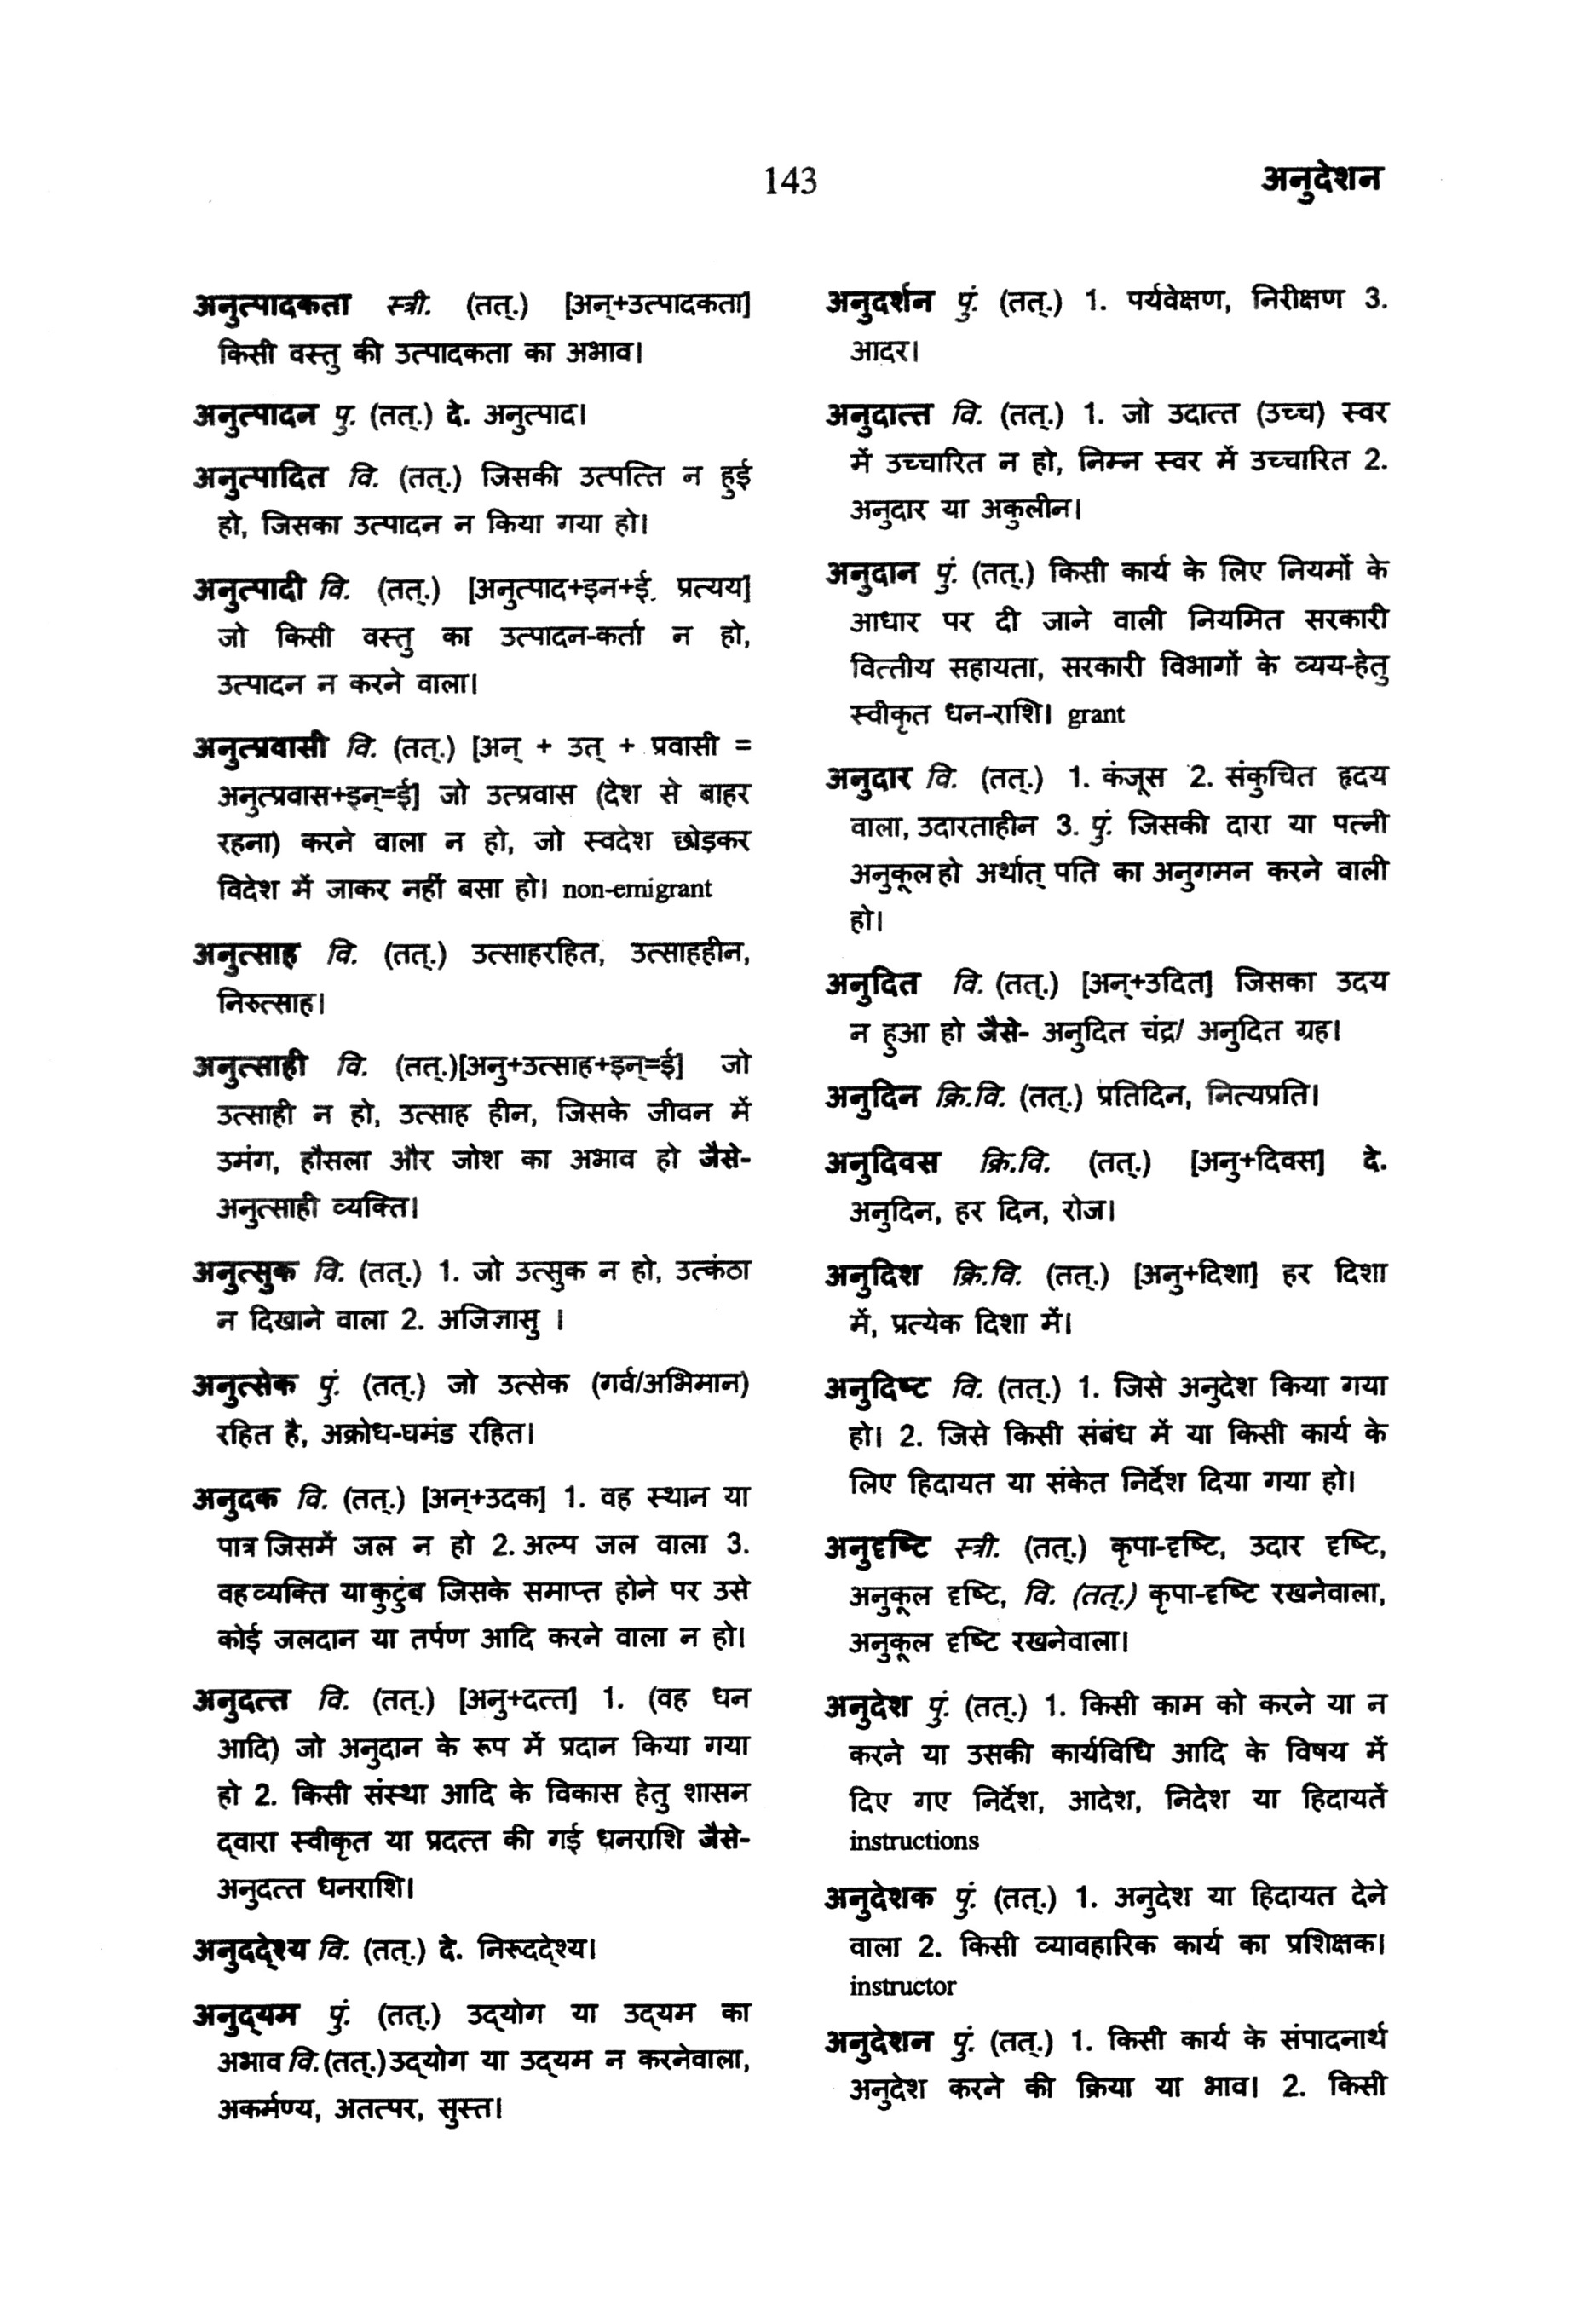 143
अनुदेशन
अनुत्पादकता स्त्री. (तत्.) [अन्+उत्पादकता]
किसी वस्तु की उत्पादकता का अभाव।
अनुत्पादन पु. (तत्.) दे. अनुत्पाद।
अनुत्पादित वि. (तत्.) जिसकी उत्पत्ति न हुई
हो, जिसका उत्पादन न किया गया हो।
अनुत्पादी वि. (तत्.) [अनुत्पाद+इन+ई. प्रत्यय]
जो किसी वस्तु का उत्पादन-कर्ता न हो,
उत्पादन न करने वाला।
अनुत्प्रवासी वि. (तत्.) [अन् + उत् + प्रवासी =
अनुत्प्रवास+इन्=ई] जो उत्प्रवास (देश से बाहर
रहना) करने वाला न हो, जो स्वदेश छोड़कर
विदेश में जाकर नहीं बसा हो। non-emigrant
अनुत्साह वि. (तत्.) उत्साहरहित, उत्साहहीन,
निरुत्साह।
अनुत्साही वि. (तत्.)[अनु+उत्साह+इन्=ई] जो
उत्साही न हो, उत्साह हीन, जिसके जीवन में
उमंग, हौसला और जोश का अभाव हो जैसे-
अनुत्साही व्यक्ति।
अनुत्सुक वि. (तत्.) 1. जो उत्सुक न हो, उत्कंठा
न दिखाने वाला 2. अजिज्ञासु ।
अनुत्सेक पुं. (तत्.) जो उत्सेक (गर्व/अभिमान)
रहित है, अक्रोध-घमंड रहित।
अनुदक वि. (तत्.) [अन्+उदक] 1. वह स्थान या
पात्र जिसमें जल न हो 2. अल्प जल वाला 3.
वह व्यक्ति या कुटुंब जिसके समाप्त होने पर उसे
कोई जलदान या तर्पण आदि करने वाला न हो।
अनुदत्त वि. (तत्.) [अनु+दत्त] 1. (वह धन
आदि) जो अनुदान के रूप में प्रदान किया गया
हो 2. किसी संस्था आदि के विकास हेतु शासन
द्‌वारा स्वीकृत या प्रदत्त की गई धनराशि जैसे-
अनुदत्त धनराशि।
अनुद्‌देश्य वि. (तत्.) दे. निरूद्‌देश्य।
अनुद्‌यम पुं. (तत्.) उद्‌योग या उद्‌यम का
अभाव वि. (तत्.) उद्‌योग या उद्‌यम न करनेवाला,
अकर्मण्य, अतत्पर, सुस्त।
अनुदर्शन पुं. (तत्.) 1. पर्यवेक्षण, निरीक्षण 3.
आदर।
अनुदात्त वि. (तत्.) 1. जो उदात्त (उच्च) स्वर
में उच्चारित न हो, निम्न स्वर में उच्चारित 2.
अनुदार या अकुलीन।
अनुदान पुं. (तत्.) किसी कार्य के लिए नियमों के
आधार पर दी जाने वाली नियमित सरकारी
वित्तीय सहायता, सरकारी विभागों के व्यय-हेतु
स्वीकृत धन-राशि। grant
अनुदार वि. (तत्.) 1. कंजूस 2. संकुचित हृदय
वाला, उदारताहीन 3. पुं. जिसकी दारा या पत्नी
अनुकूल हो अर्थात् पति का अनुगमन करने वाली
हो।
अनुदित वि. (तत्.) [अन्+उदित] जिसका उदय
न हुआ हो जैसे- अनुदित चंद्र/ अनुदित ग्रह।
अनुदिन क्रि.वि. (तत्.) प्रतिदिन, नित्यप्रति।
अनुदिवस क्रि.वि. (तत्.) [अनु+दिवस] दे.
अनुदिन, हर दिन, रोज।
अनुदिश क्रि.वि. (तत्.) [अनु+दिशा] हर दिशा
में, प्रत्येक दिशा में।
अनुदिष्ट वि. (तत्.) 1. जिसे अनुदेश किया गया
हो। 2. जिसे किसी संबंध में या किसी कार्य के
लिए हिदायत या संकेत निर्देश दिया गया हो।
अनुदृष्टि स्त्री. (तत्.) कृपा-दृष्टि, उदार दृष्टि,
अनुकूल दृष्टि, वि. (तत्.) कृपा-दृष्टि रखनेवाला,
अनुकूल दृष्टि रखनेवाला।
अनुदेश पुं. (तत्.) 1. किसी काम को करने या न
करने या उसकी कार्यविधि आदि के विषय में
दिए गए निर्देश, आदेश, निदेश या हिदायतें
instructions
अनुदेशक पुं. (तत्.) 1. अनुदेश या हिदायत देने
वाला 2. किसी व्यावहारिक कार्य का प्रशिक्षक।
instructor
अनुदेशन पुं. (तत्.) 1. किसी कार्य के संपादनार्थ
अनुदेश करने की क्रिया या भाव। 2. किसी